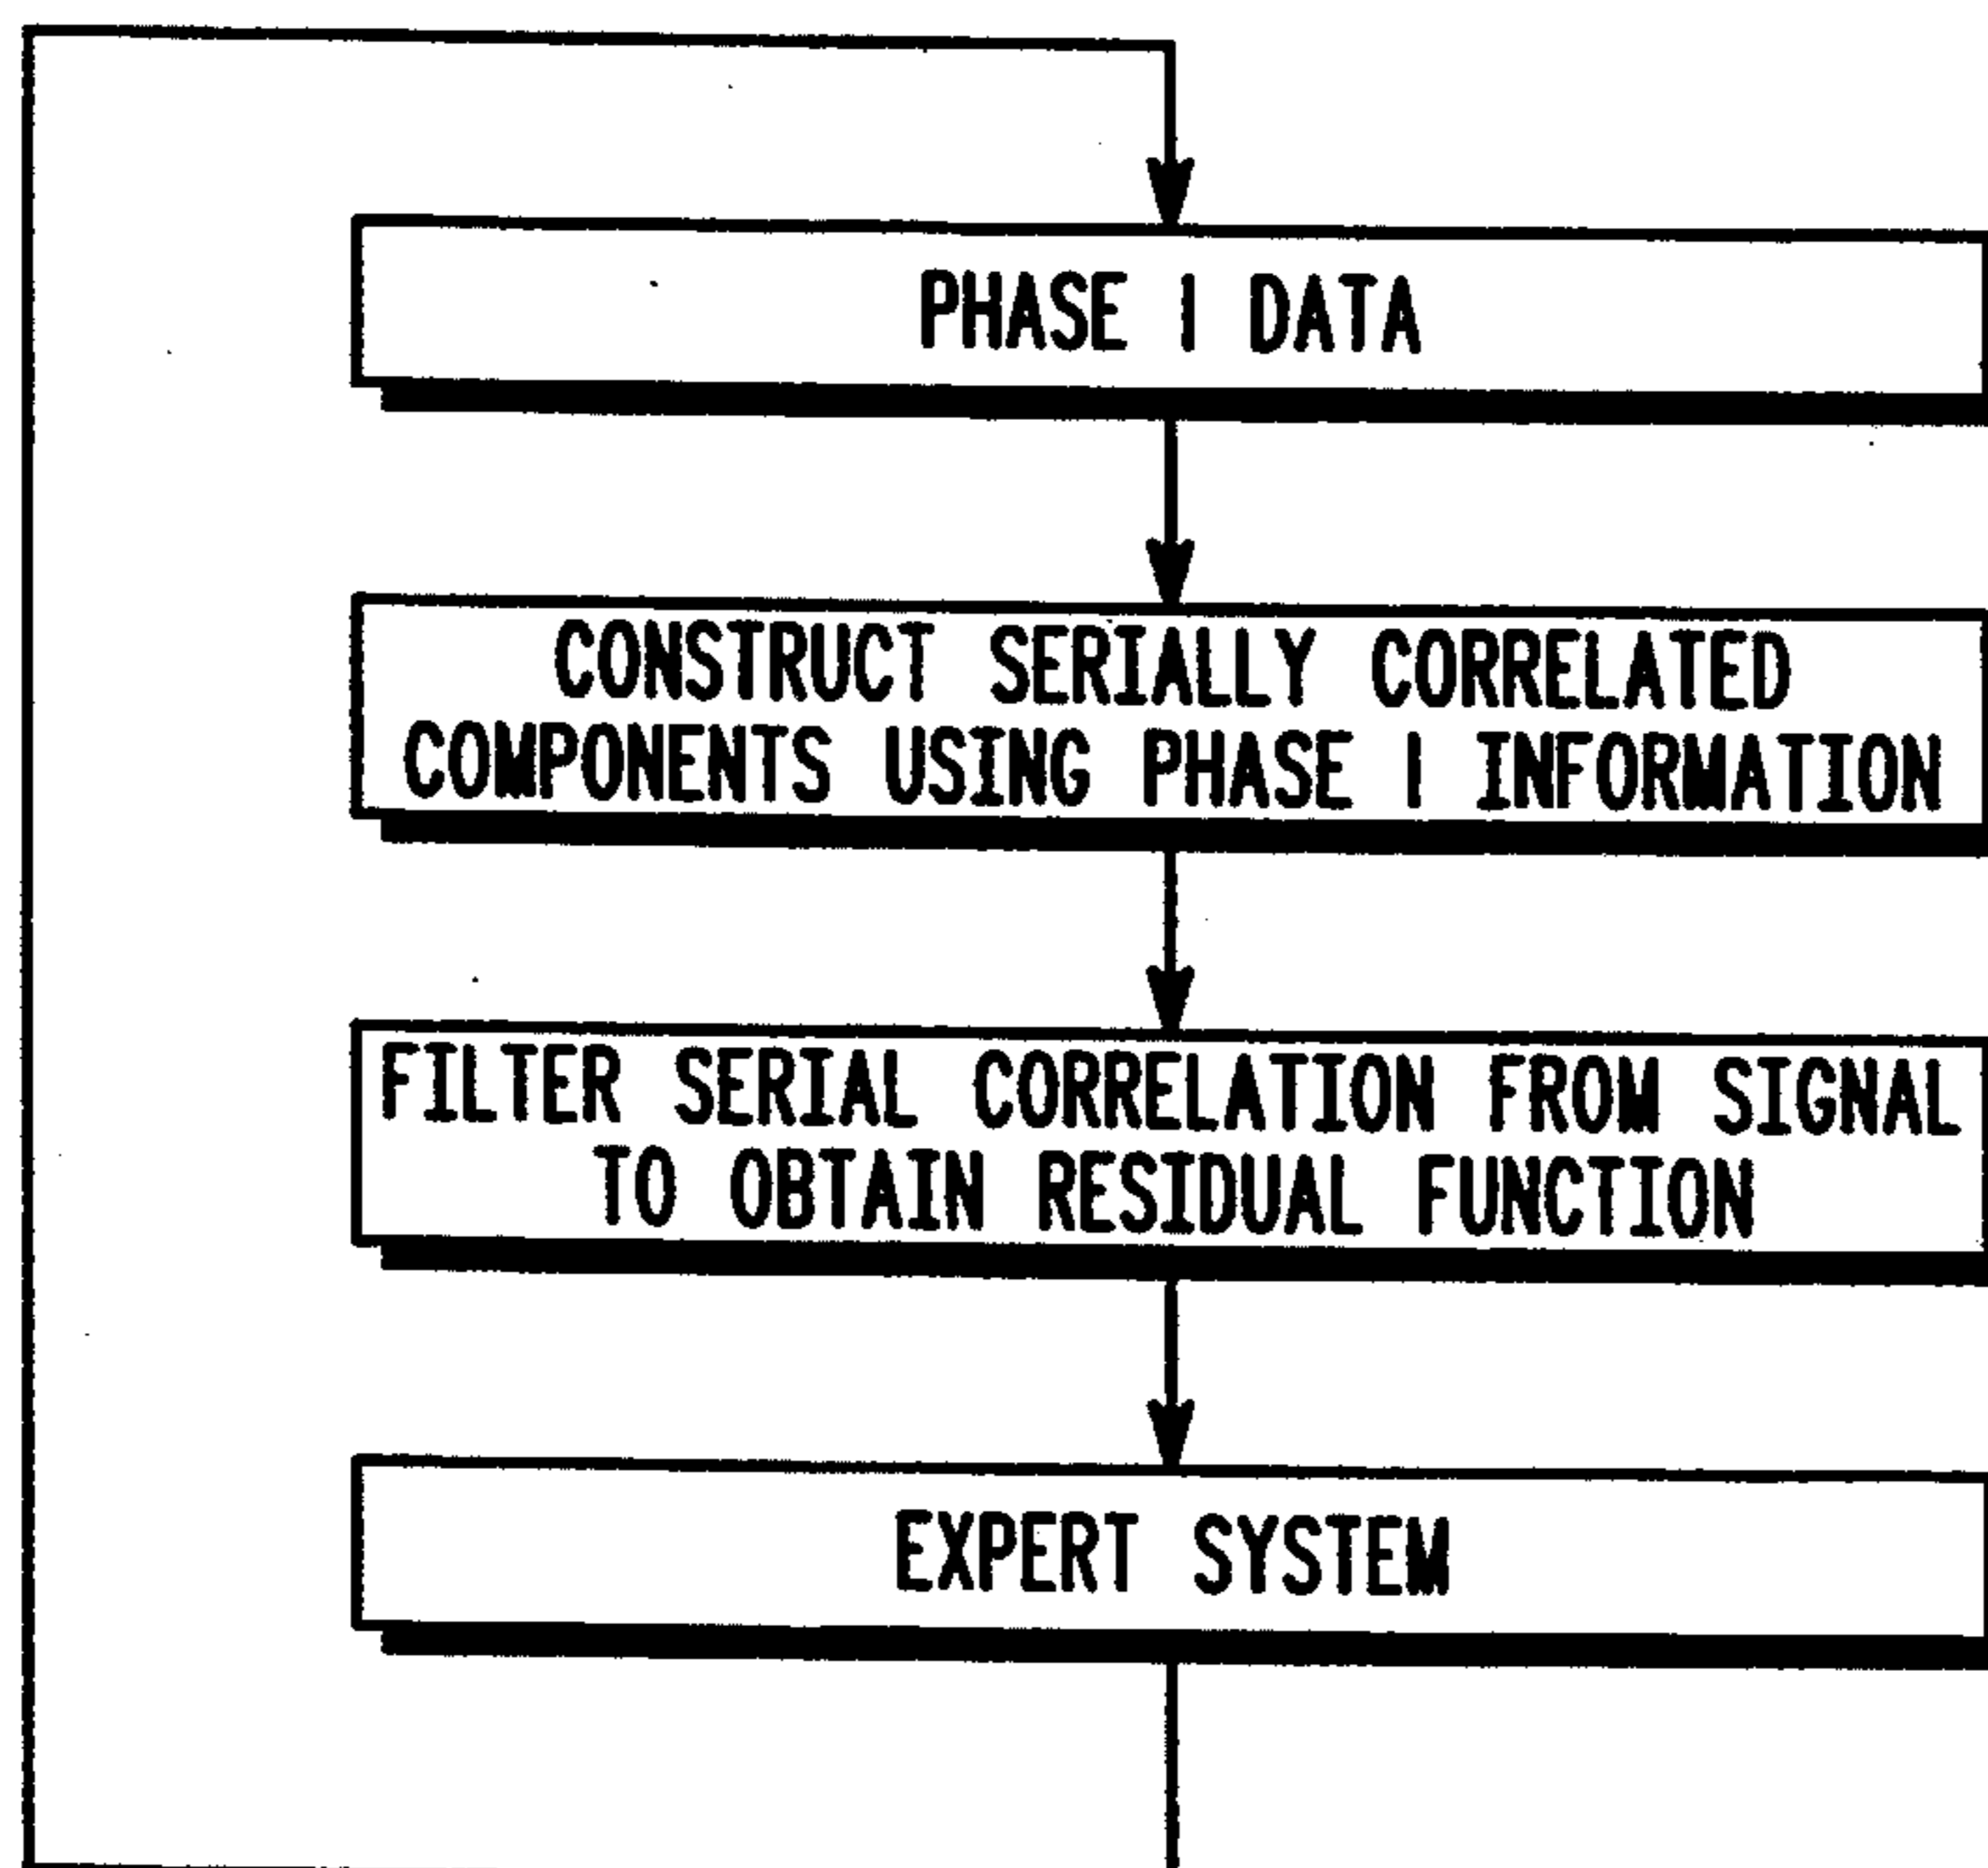 PHASE I DATA
CONSTRUCT SERIALLY CORRELATED
COMPONENTS USING PHASE I INFORMATION
FILTER SERIAL CORRELATION FROM SIGNAL
TO OBTAIN RESIDUAL FUNCTION
EXPERT SYSTEM